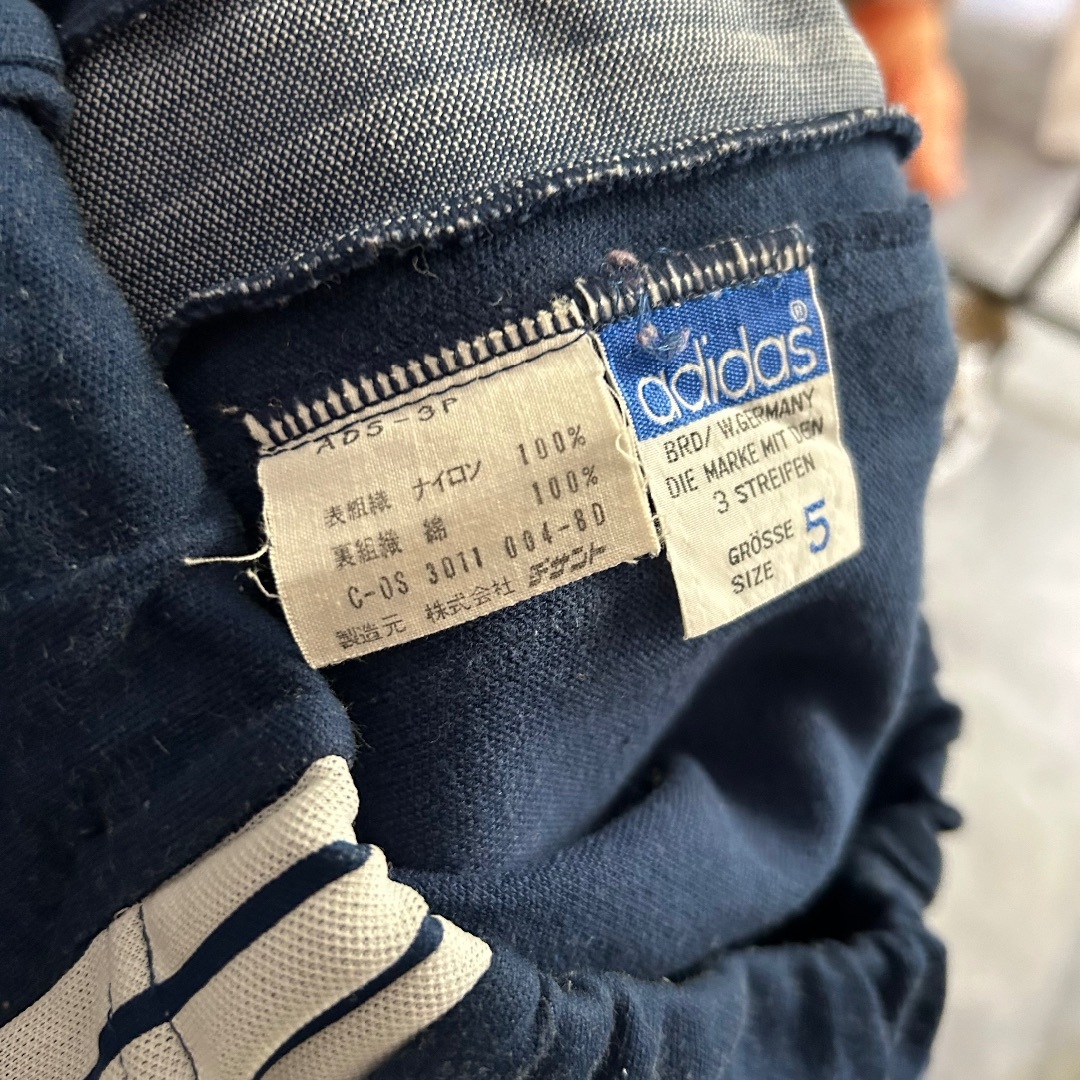 AD5-3P
表組織 ナイロン 100%
裏組織 綿 100%
C-OS 3011 004-8D
製造元 株式会社 デサント
adidas®
BRD/ W.GERMANY
DIE MARKE MIT DEN
3 STREIFEN
GRÖSSE 5
SIZE